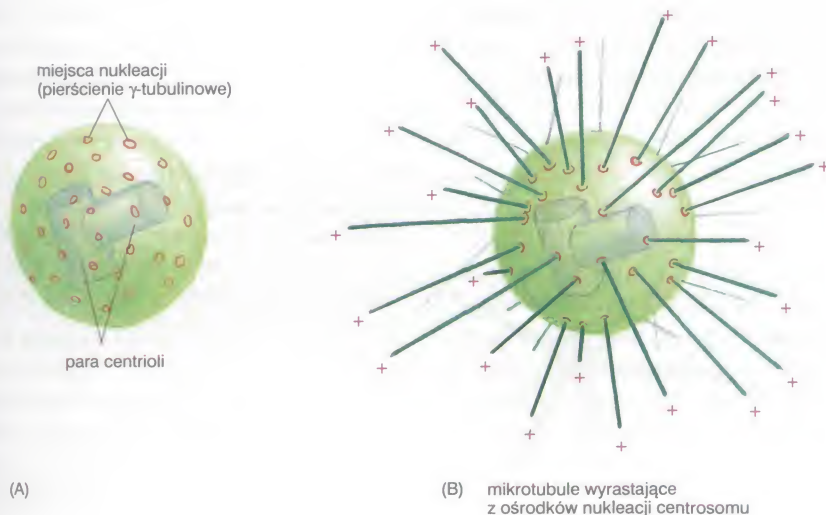 miejsca nukleacji
(pierścienie γ-tubulinowe)
para centrioli
(A)
+ + + + + + + + + + + + + + + + + + + + + + + +
(B) mikrotubule wyrastające
z ośrodków nukleacji centrosomu